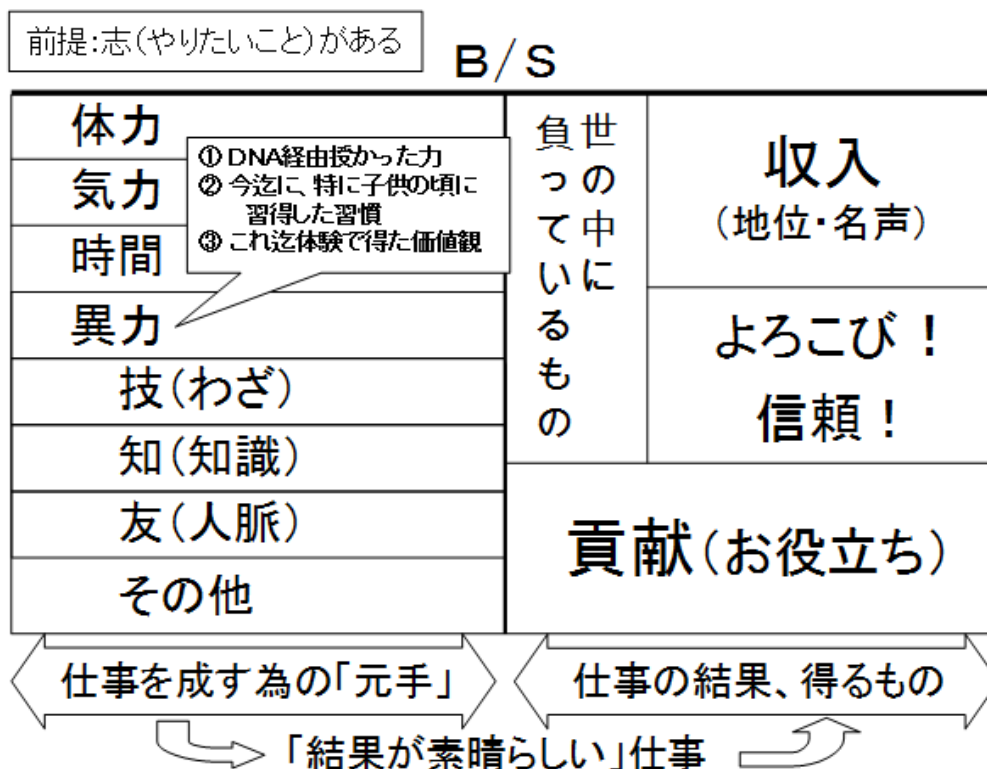 前提:志(やりたいこと)がある
B/S
体力
気力
時間
異力
①DNA経由授かった力
②今迄に、特に子供の頃に
習得した習慣
③これ迄体験で得た価値観
技(わざ)
知(知識)
友(人脈)
その他
世の中に
負っているもの
収入
(地位・名声)
よろこび！
信頼！
貢献(お役立ち)
仕事を成す為の「元手」
仕事の結果、得るもの
「結果が素晴らしい」仕事